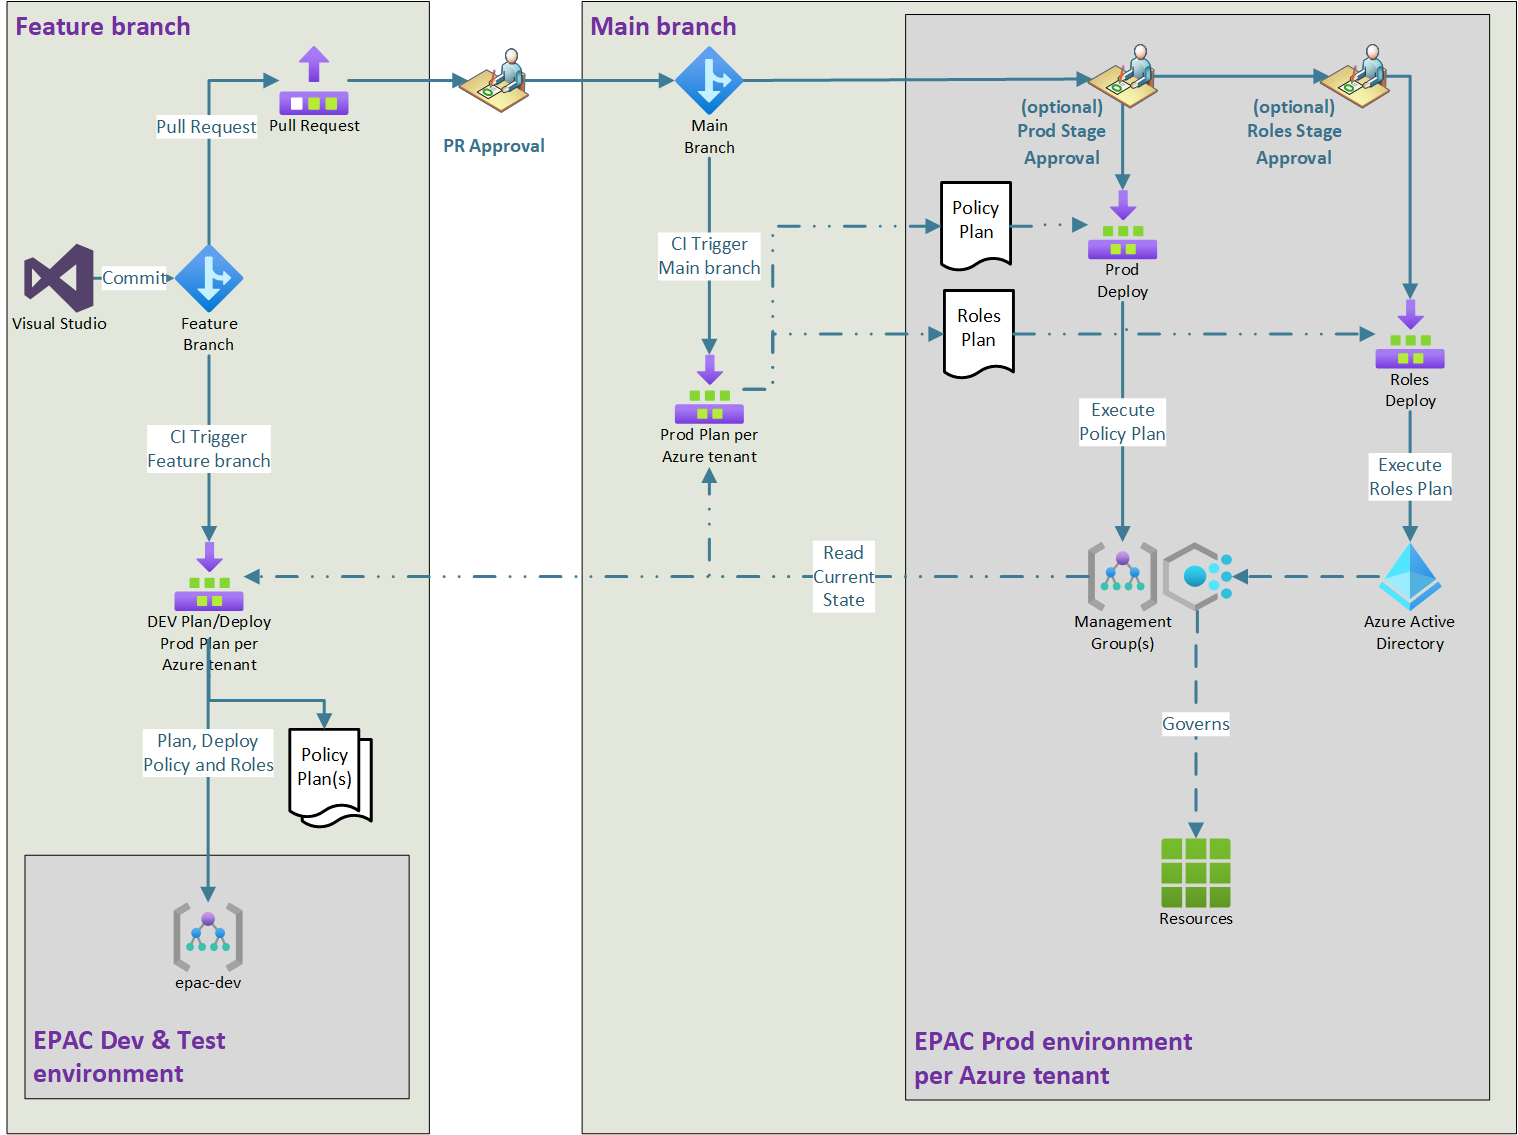 Feature branch
Pull Request
Pull Request
Commit
Visual Studio
Feature
Branch
CI Trigger
Feature branch
DEV Plan/Deploy
Prod Plan per
Azure tenant
Plan, Deploy
Policy and Roles
Policy
Plan(s)
epac-dev
EPAC Dev & Test
environment
PR Approval
Main branch
Main
Branch
CI Trigger
Main branch
Prod Plan per
Azure tenant
Read
Current
State
(optional)
Prod Stage
Approval
(optional)
Roles Stage
Approval
Policy
Plan
Roles
Plan
Prod
Deploy
Roles
Deploy
Execute
Policy Plan
Execute
Roles Plan
Management
Group(s)
Azure Active
Directory
Governs
Resources
EPAC Prod environment
per Azure tenant